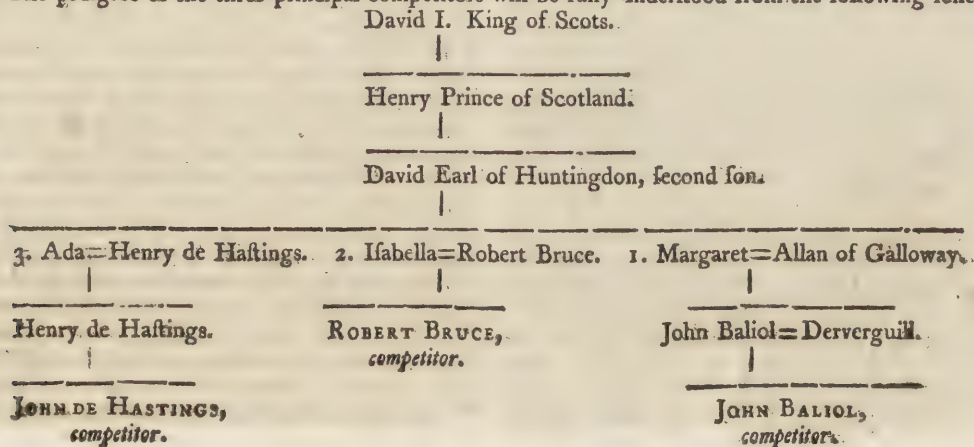 David I. King of Scots.
Henry Prince of Scotland.
David Earl of Huntingdon, ſecond ſon.
3. Ada=Henry de Haſtings. 2. Iſabella=Robert Bruce. 1. Margaret=Allan of Galloway.
Henry de Haſtings. ROBERT BRUCE, John Baliol=Derverguill.
competitor.
JOHN DE HASTINGS, JOHN BALIOL,
competitor. competitor.